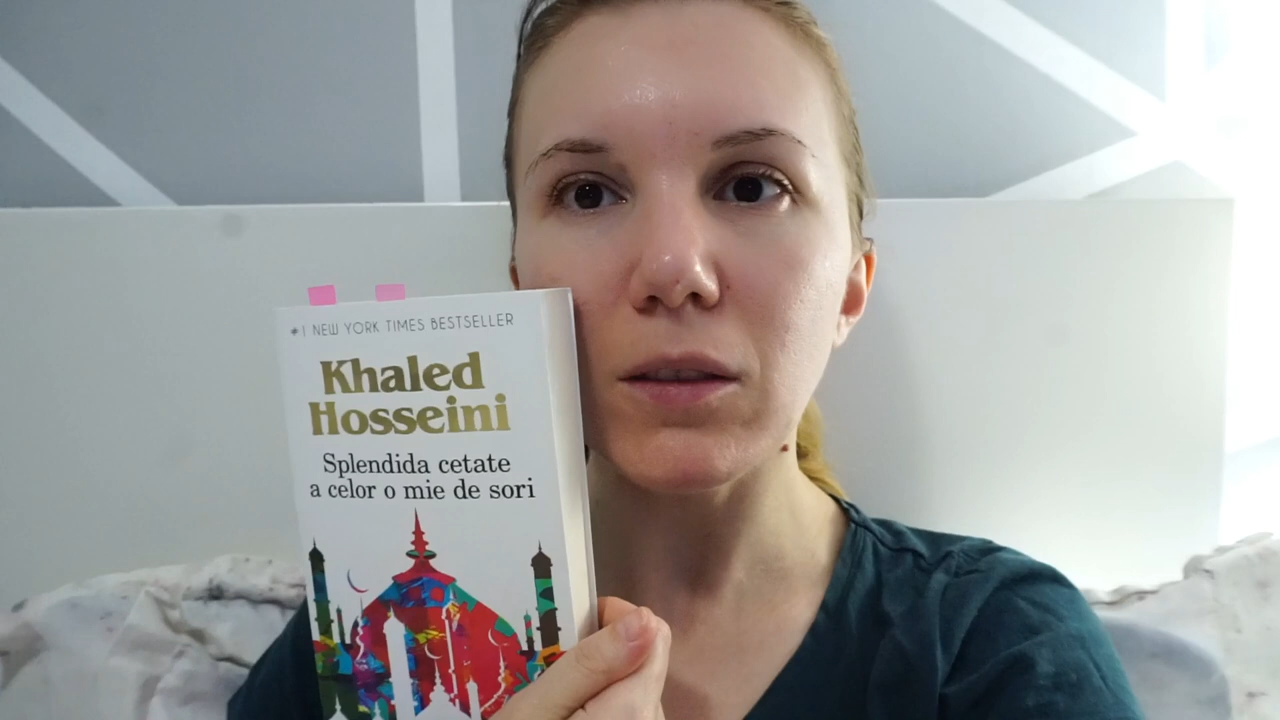 #1 NEW YORK TIMES BESTSELLER
Khaled
Hosseini
Splendida cetate
a celor o mie de sori